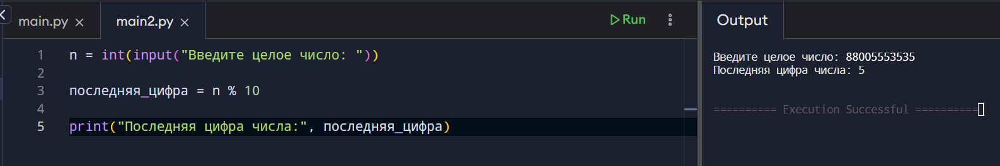 main.py × main2.py × Run
1 n = int(input("Введите целое число: "))
2
3 последняя_цифра = n % 10
4
5 print("Последняя цифра числа:", последняя_цифра)
Output
Введите целое число: 88005553535
Последняя цифра числа: 5
========== Execution Successful ==========